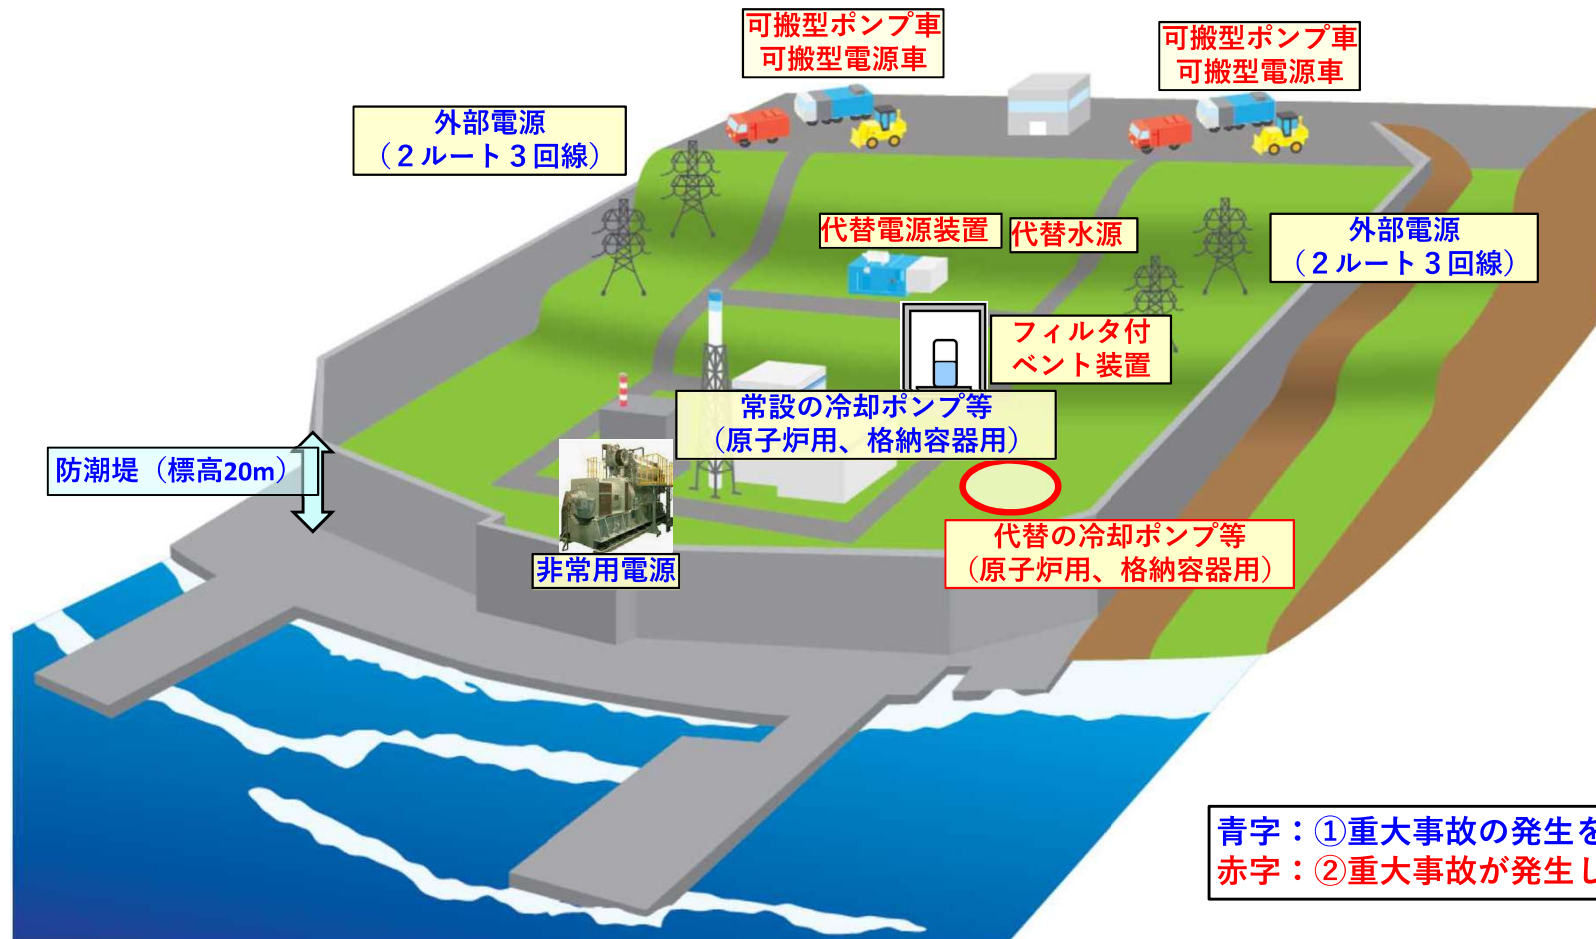 可搬型ポンプ車
可搬型電源車
可搬型ポンプ車
可搬型電源車
外部電源
（２ルート３回線）
代替電源装置
代替水源
外部電源
（２ルート３回線）
フィルタ付
ベント装置
常設の冷却ポンプ等
（原子炉用、格納容器用）
防潮堤（標高20m）
代替の冷却ポンプ等
（原子炉用、格納容器用）
非常用電源
青字：①重大事故の発生を
赤字：②重大事故が発生し